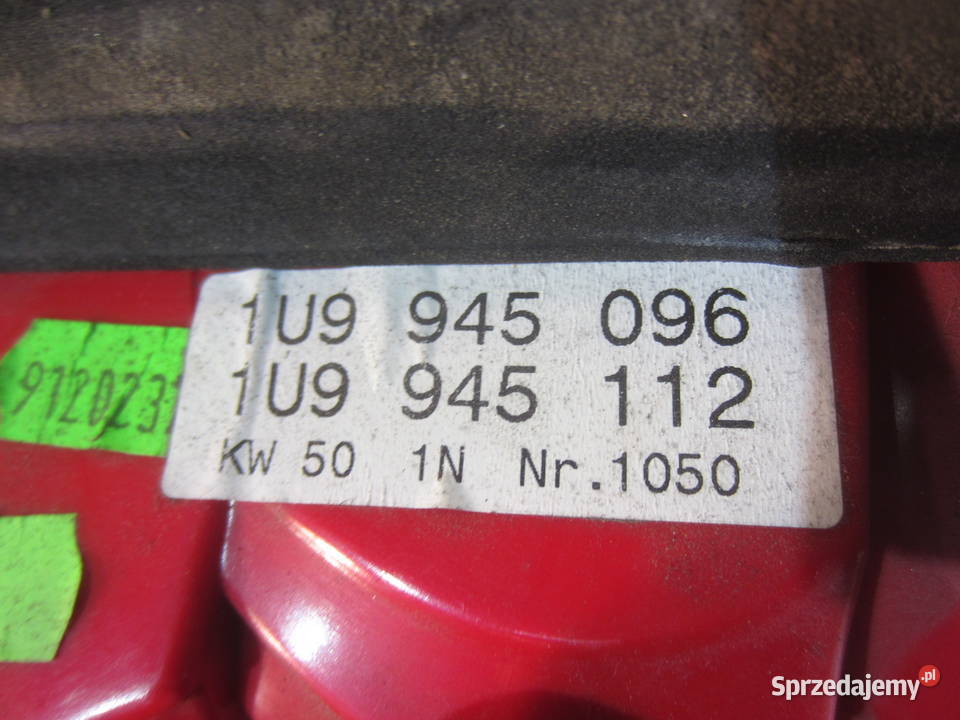 1U9 945 096
1U9 945 112
KW 50 1N Nr.1050
Sprzedajemy.pl